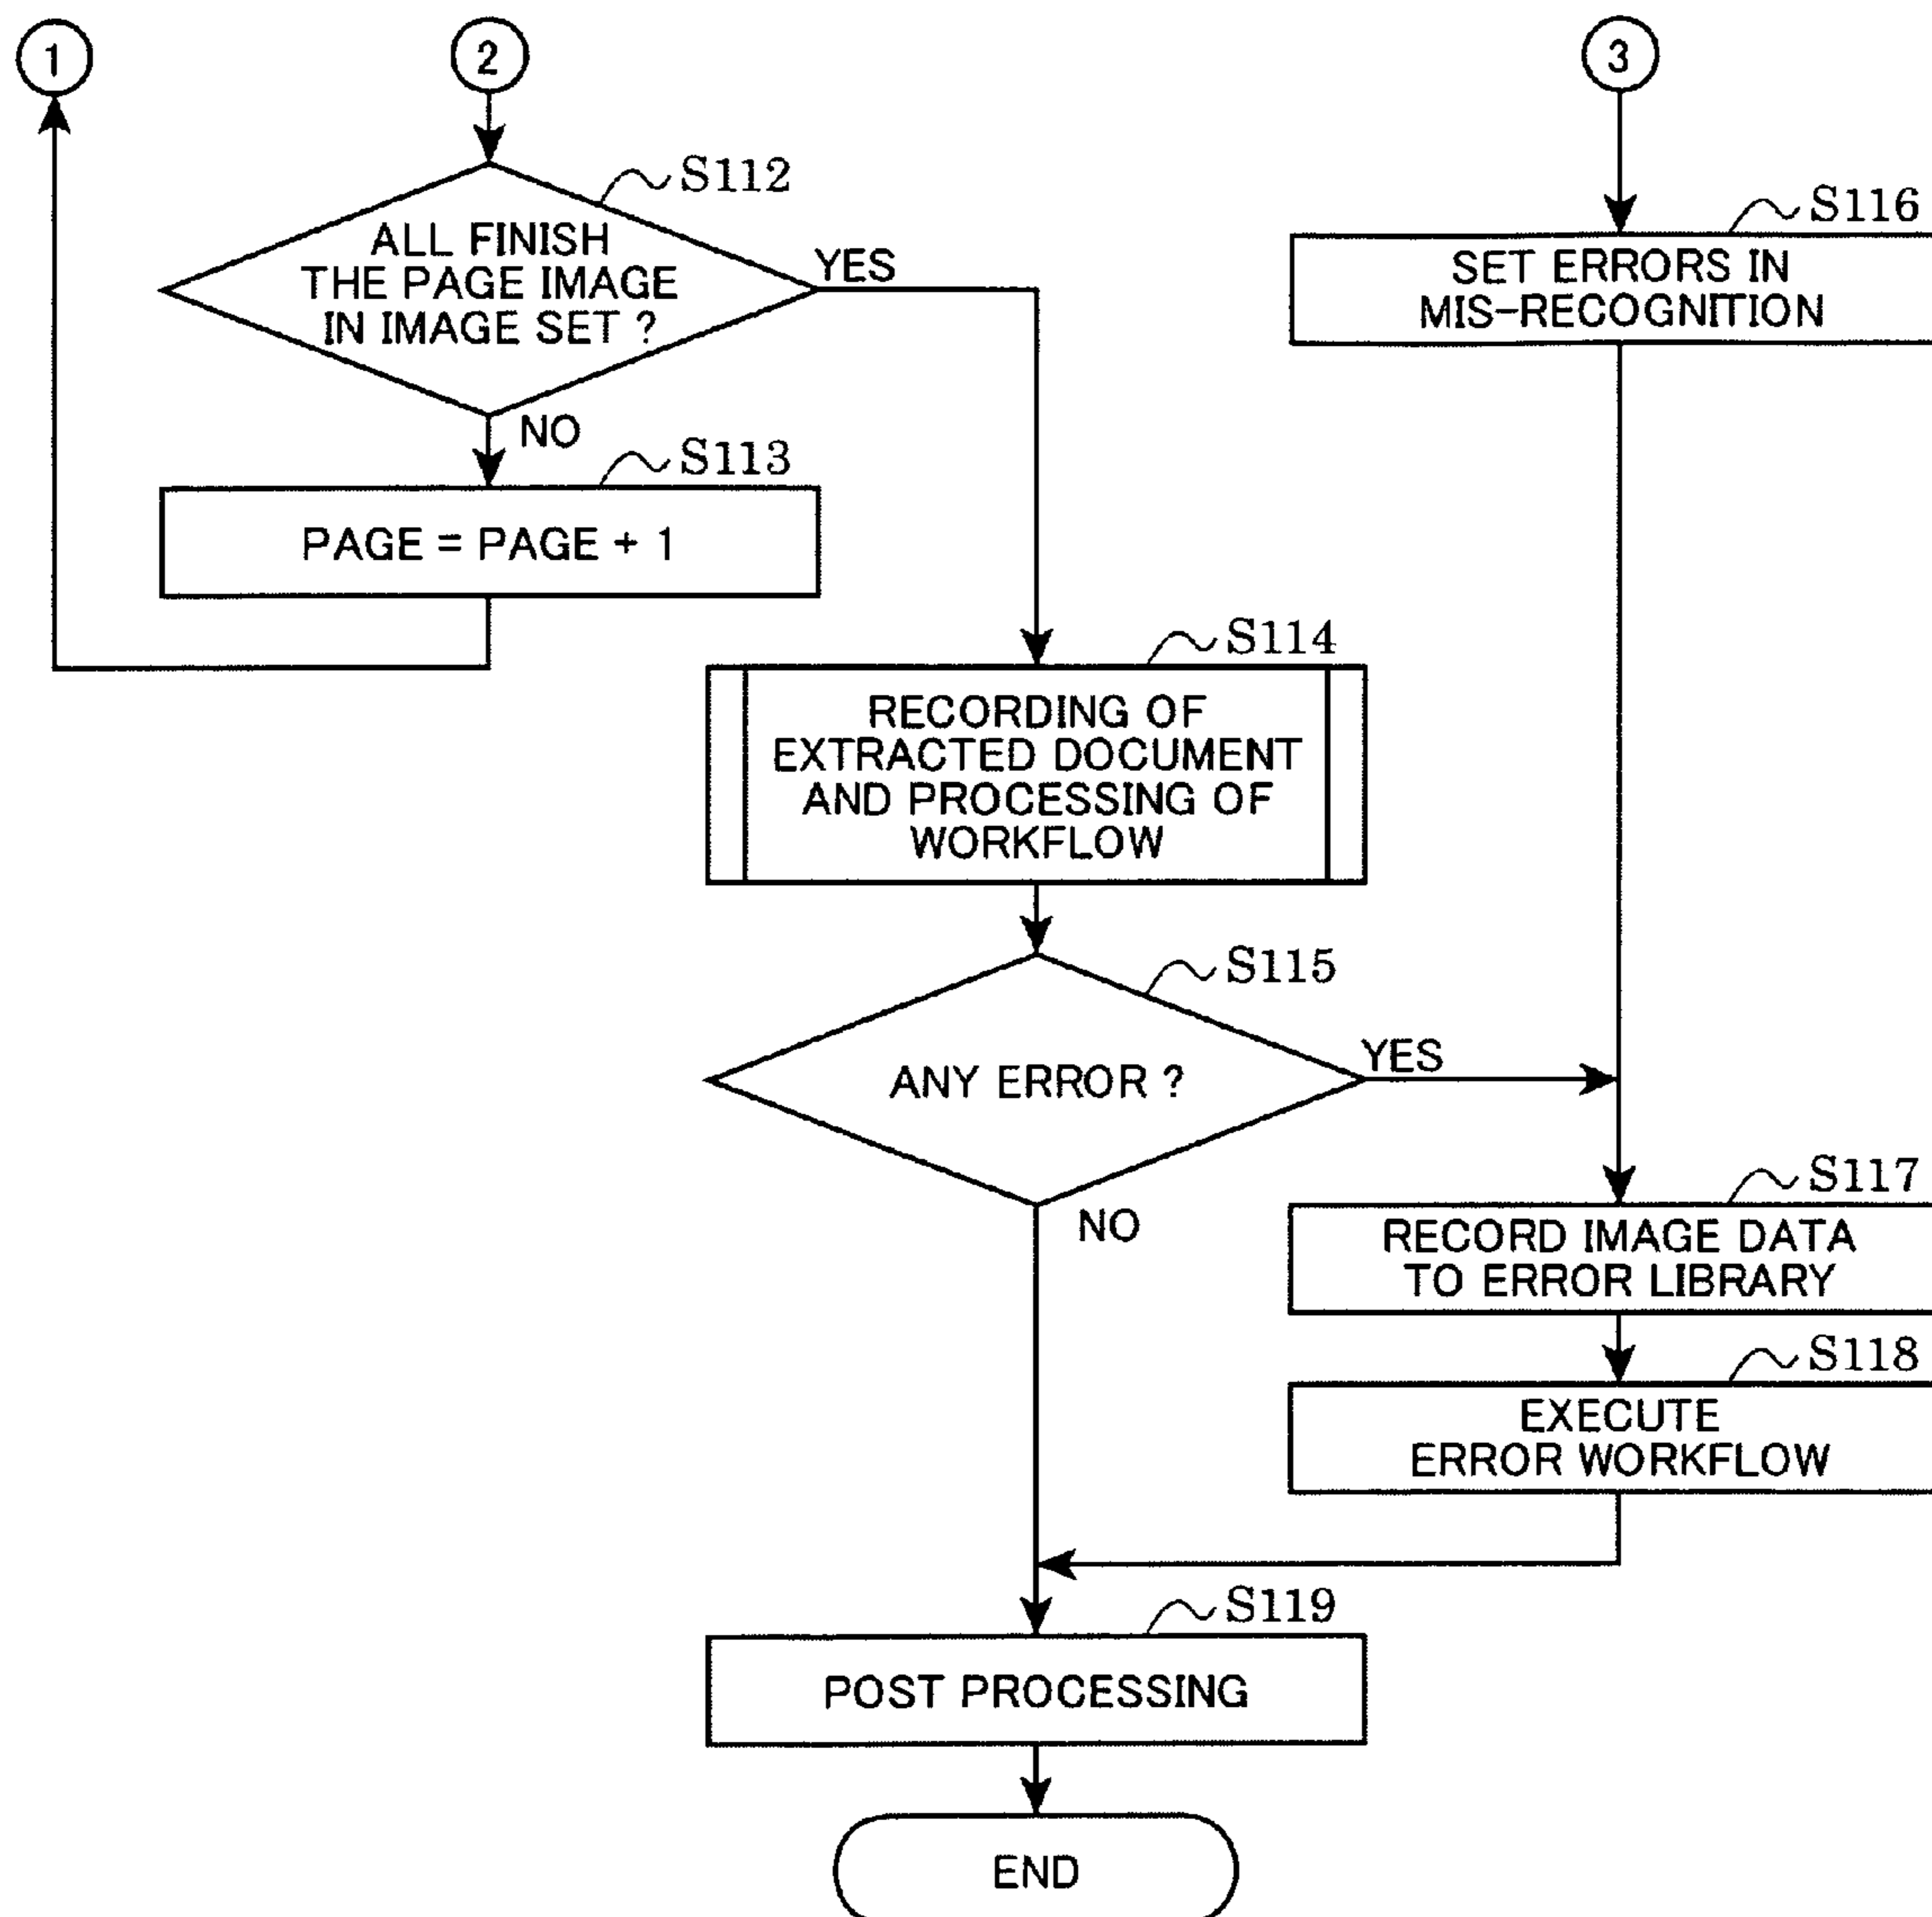 1
2
3
S112
ALL FINISH
THE PAGE IMAGE
IN IMAGE SET ?
YES
NO
S113
PAGE = PAGE + 1
S116
SET ERRORS IN
MIS-RECOGNITION
S114
RECORDING OF
EXTRACTED DOCUMENT
AND PROCESSING OF
WORKFLOW
S115
ANY ERROR ?
YES
NO
S117
RECORD IMAGE DATA
TO ERROR LIBRARY
S118
EXECUTE
ERROR WORKFLOW
S119
POST PROCESSING
END